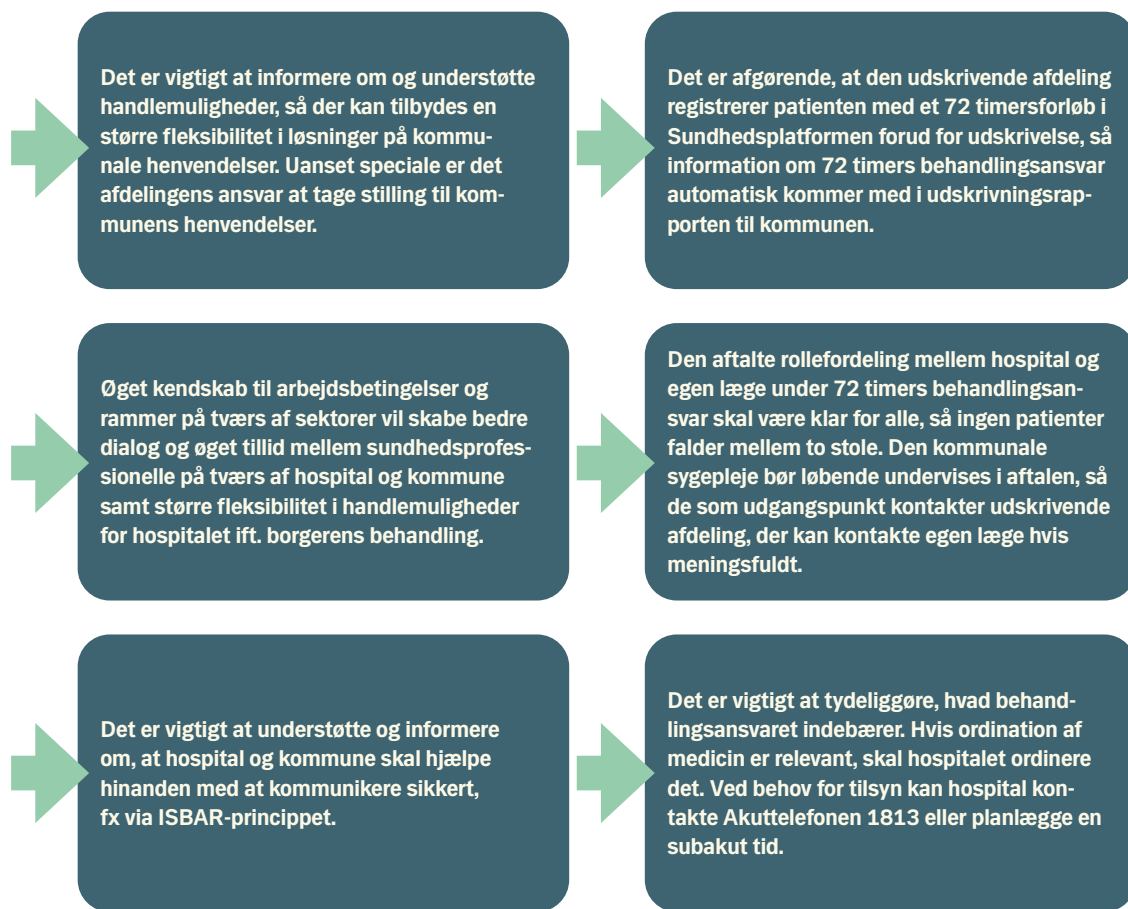 Det er vigtigt at informere om og understøtte
handlemuligheder, så der kan tilbydes en
større fleksibilitet i løsninger på kommu-
nale henvendelser. Uanset speciale er det
afdelingens ansvar at tage stilling til kom-
munens henvendelser.
Det er afgørende, at den udskrivende afdeling
registrerer patienten med et 72 timersforløb i
Sundhedsplatformen forud for udskrivelse, så
information om 72 timers behandlingsansvar
automatisk kommer med i udskrivningsrap-
porten til kommunen.
Øget kendskab til arbejdsbetingelser og
rammer på tværs af sektorer vil skabe bedre
dialog og øget tillid mellem sundhedsprofes-
sionelle på tværs af hospital og kommune
samt større fleksibilitet i handlemuligheder
for hospitalet ift. borgerens behandling.
Den aftalte rollefordeling mellem hospital og
egen læge under 72 timers behandlingsan-
svar skal være klar for alle, så ingen patienter
falder mellem to stole. Den kommunale
sygepleje bør løbende undervises i aftalen, så
de som udgangspunkt kontakter udskrivende
afdeling, der kan kontakte egen læge hvis
meningsfuldt.
Det er vigtigt at understøtte og informere
om, at hospital og kommune skal hjælpe
hinanden med at kommunikere sikkert,
fx via ISBAR-princippet.
Det er vigtigt at tydeliggøre, hvad behand-
lingsansvaret indebærer. Hvis ordination af
medicin er relevant, skal hospitalet ordinere
det. Ved behov for tilsyn kan hospital kon-
takte Akuttelefonen 1813 eller planlægge en
subakut tid.